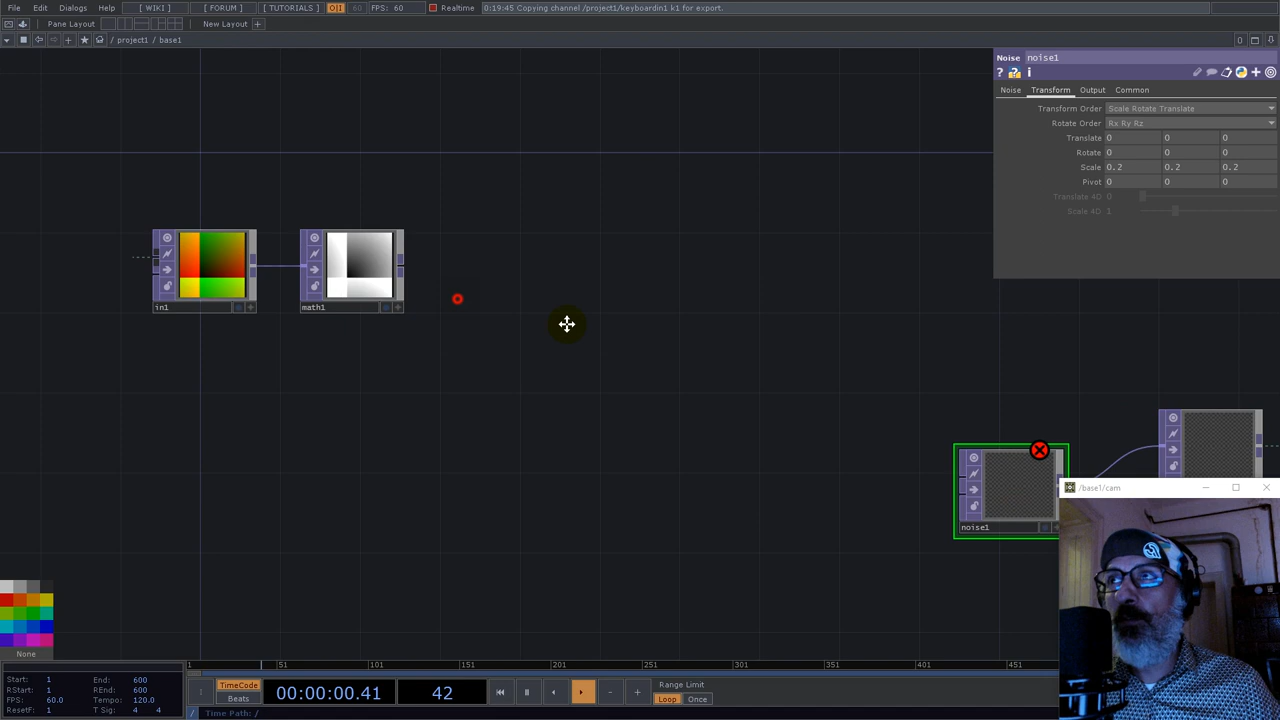 File Edit Dialogs Help [ WIKI ] [ FORUM ] [ TUTORIALS ] O|I 60 FPS: 60 Realtime 0:19:45 Copying channel /project1/keyboardin1 k1 for export.
Pane Layout New Layout +
/ project1 / base1 0
Noise noise1
? i
Noise Transform Output Common
Transform Order Scale Rotate Translate
Rotate Order Rx Ry Rz
Translate 0 0 0
Rotate 0 0 0
Scale 0.2 0.2 0.2
Pivot 0 0 0
Translate 4D 0
Scale 4D 1
in1
math1
noise1
/base1/cam
None
1 51 101 151 201 251 301 351 401 451
Start: 1 End: 600
RStart: 1 REnd: 600
FPS: 60.0 Tempo: 120.0
ResetF: 1 T Sig: 4 4
TimeCode
Beats
00:00:00.41
42
Range Limit
Loop Once
/ Time Path: /